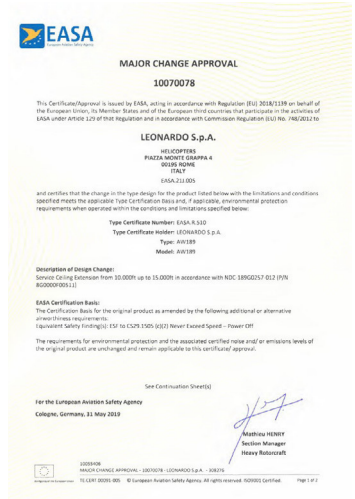 EASA
European Aviation Safety Agency
MAJOR CHANGE APPROVAL
10070078
This Certificate/Approval is issued by EASA, acting in accordance with Regulation (EU) 2018/1139 on behalf of
the European Union, its Member States and of the European third countries that participate in the activities of
EASA under Article 129 of that Regulation and in accordance with Commission Regulation (EU) No. 748/2012 to
LEONARDO S.p.A.
HELICOPTERS
PIAZZA MONTE GRAPPA 4
00195 ROME
ITALY
EASA.21J.005
and certifies that the change in the type design for the product listed below with the limitations and conditions
specified meets the applicable Type Certification Basis and, if applicable, environmental protection
requirements when operated within the conditions and limitations specified below:
Type Certificate Number: EASA.R.510
Type Certificate Holder: LEONARDO S.p.A.
Type: AW189
Model: AW189
Description of Design Change:
Service Ceiling Extension from 10.000ft up to 15.000ft in accordance with NDC-189G0257-012 (P/N
8G0000F00511)
EASA Certification Basis:
The Certification Basis for the original product as amended by the following additional or alternative
airworthiness requirements:
Equivalent Safety Finding(s): ESF to CS29.1505 (c)(2) Never Exceed Speed – Power Off
The requirements for environmental protection and the associated certified noise and/ or emissions levels of
the original product are unchanged and remain applicable to this certificate/ approval.
See Continuation Sheet(s)
For the European Aviation Safety Agency
Cologne, Germany, 31 May 2019
Mathieu HENRY
Section Manager
Heavy Rotorcraft
MAJOR CHANGE APPROVAL - 10070078 - LEONARDO S.p.A. - 308276
TE.CERT.00091-005 © European Aviation Safety Agency. All rights reserved. ISO9001 Certified. Page 1 of 2